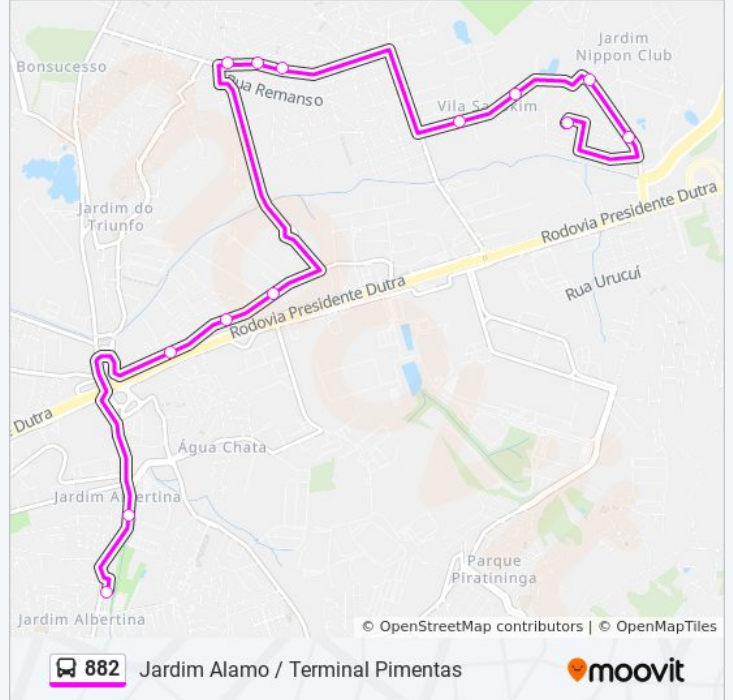 Jardim
Nippon Club
Bonsucesso
Rua Remanso
Jardim do
Triunfo
Rodovia Presidente Dutra
Rua Urucuí
Rodovia Presidente Dutra
Dutra
Água Chata
Jardim Albertina
Parque
Piratininga
Jardim Albertina
© OpenStreetMap contributors | © OpenMapTiles
882 Jardim Alamo / Terminal Pimentas
moovit